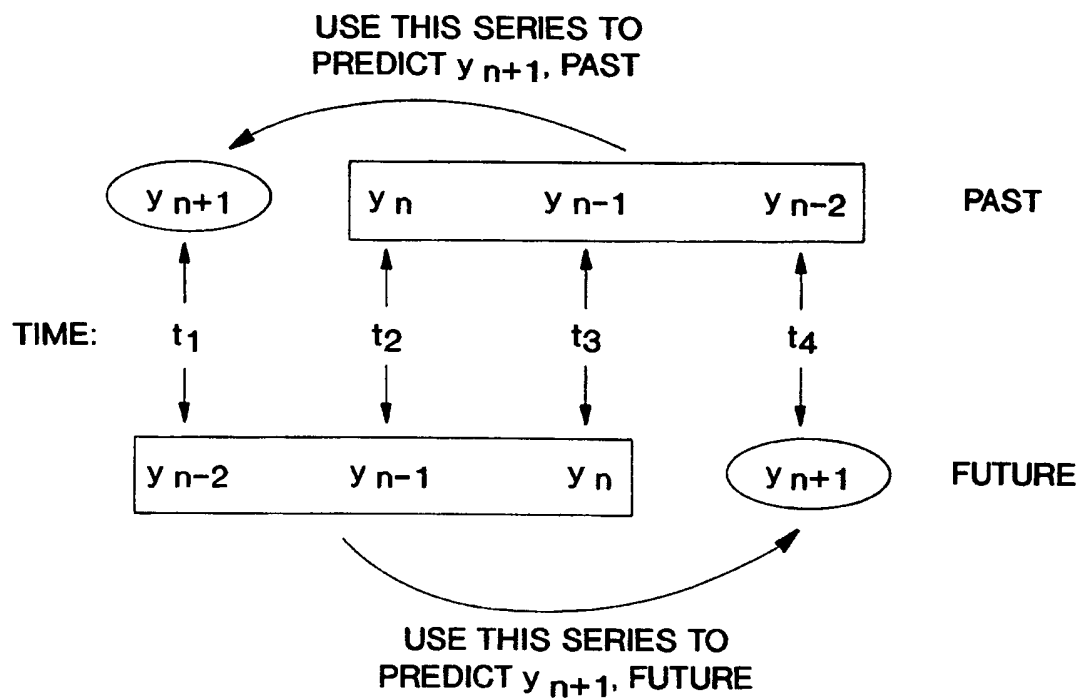 USE THIS SERIES TO
PREDICT y n+1, PAST
y n+1 y n y n-1 y n-2 PAST
TIME: t1 t2 t3 t4
y n-2 y n-1 y n y n+1 FUTURE
USE THIS SERIES TO
PREDICT y n+1, FUTURE